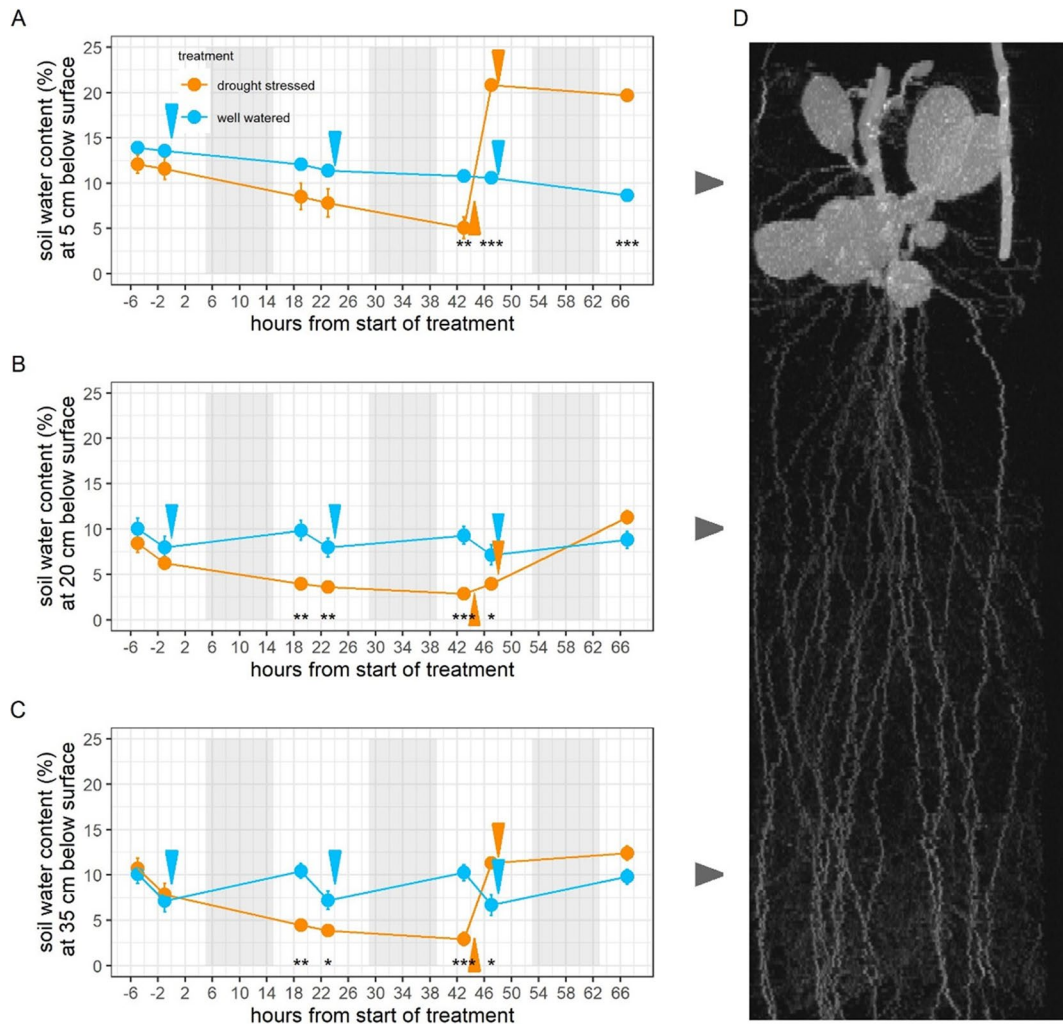 A
soil water content (%)
at 5 cm below surface
25
20
15
10
5
0
treatment
drought stressed
well watered
** *** ***
-6 -2 2 6 10 14 18 22 26 30 34 38 42 46 50 54 58 62 66
hours from start of treatment
B
soil water content (%)
at 20 cm below surface
25
20
15
10
5
0
** ** *** *
-6 -2 2 6 10 14 18 22 26 30 34 38 42 46 50 54 58 62 66
hours from start of treatment
C
soil water content (%)
at 35 cm below surface
25
20
15
10
5
0
** * *** *
-6 -2 2 6 10 14 18 22 26 30 34 38 42 46 50 54 58 62 66
hours from start of treatment
D